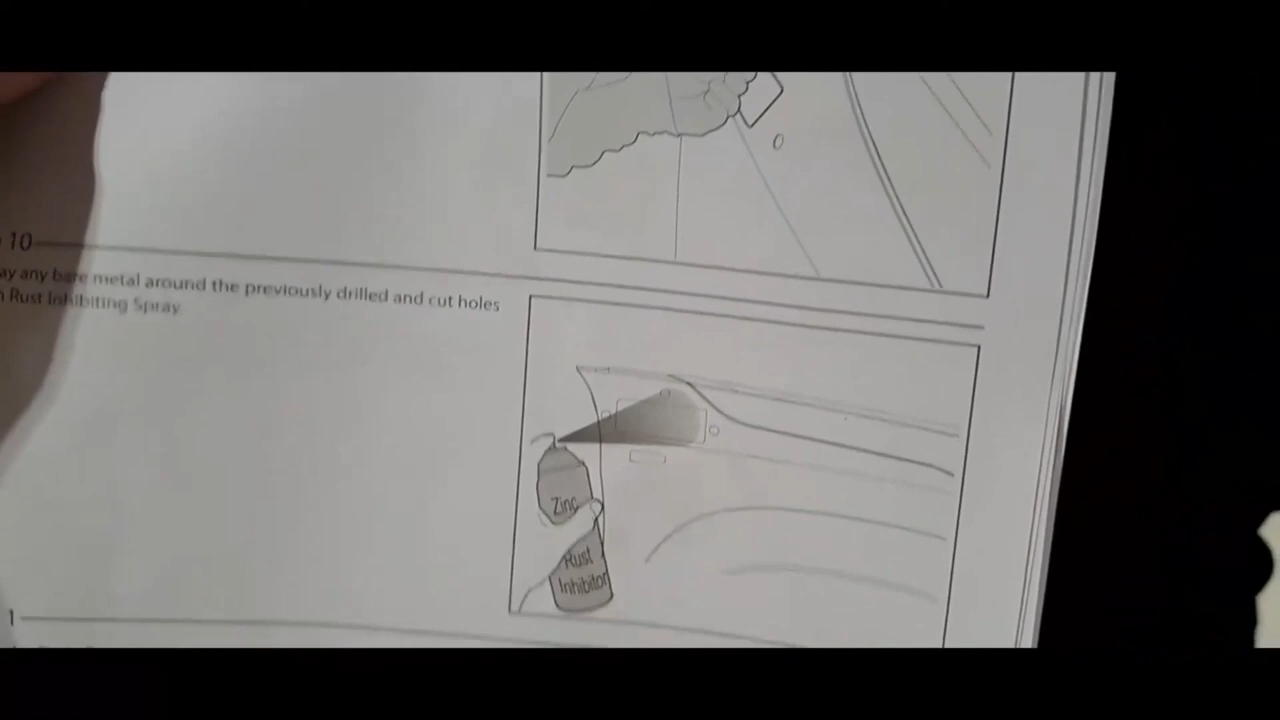 10
ay any bare metal around the previously drilled and cut holes
Rust Inhibiting Spray
Zinc
Rust
Inhibitor
1